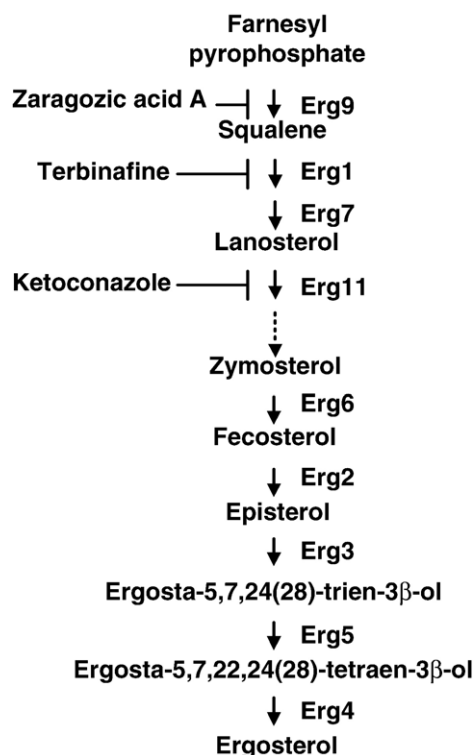 Farnesyl
pyrophosphate
Zaragozic acid A
Erg9
Squalene
Terbinafine
Erg1
Erg7
Lanosterol
Ketoconazole
Erg11
Zymosterol
Erg6
Fecosterol
Erg2
Episterol
Erg3
Ergosta-5,7,24(28)-trien-3β-ol
Erg5
Ergosta-5,7,22,24(28)-tetraen-3β-ol
Erg4
Ergosterol